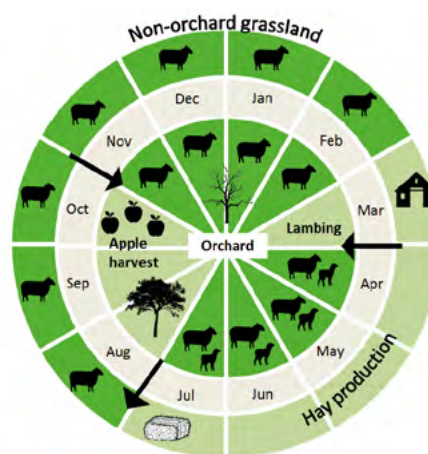 Non-orchard grassland
Dec
Jan
Nov
Feb
Oct
Mar
Lambing
Apple
harvest
Orchard
Sep
Apr
Aug
May
Jul
Jun
Hay production